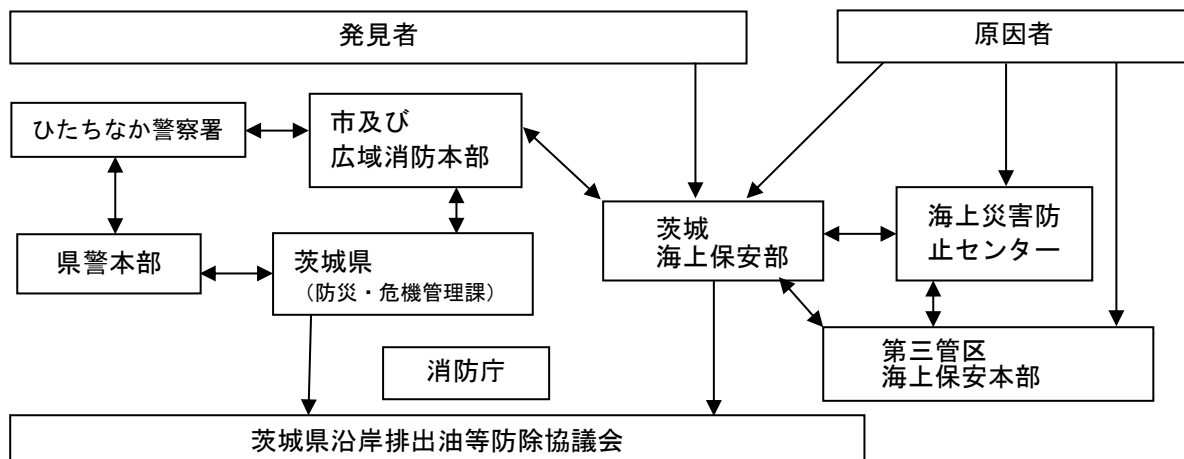 発見者
原因者
ひたちなか警察署
市及び
広域消防本部
茨城
海上保安部
海上災害防
止センター
県警本部
茨城県
（防災・危機管理課）
第三管区
海上保安本部
消防庁
茨城県沿岸排出油等防除協議会